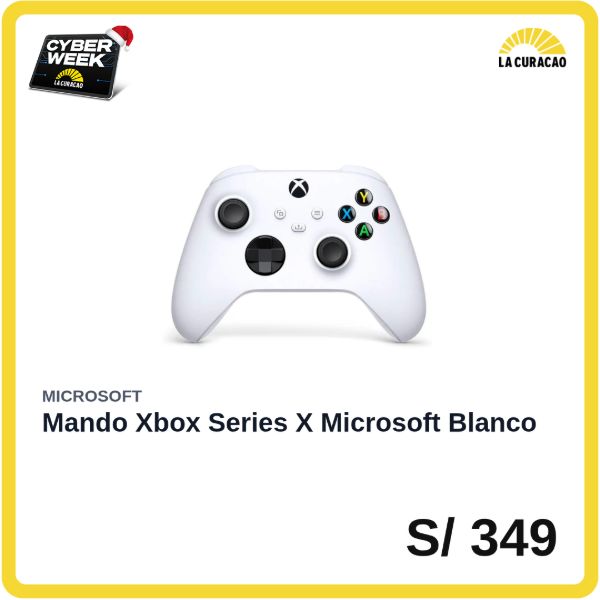 CYBER
WEEK
LA CURACAO
LA CURACAO
Y
X
B
A
MICROSOFT
Mando Xbox Series X Microsoft Blanco
S/ 349